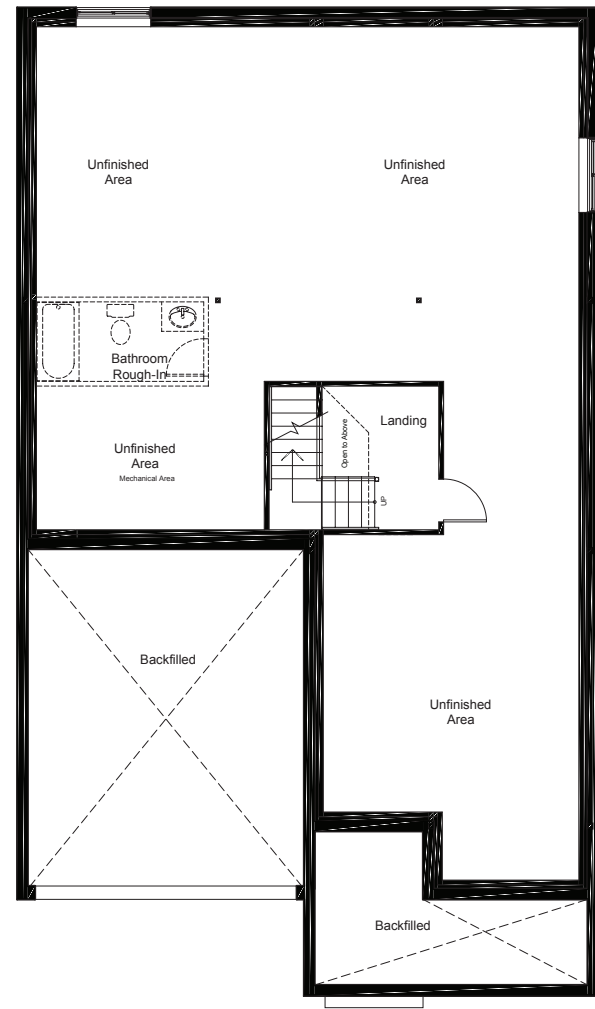 Unfinished
Area
Unfinished
Area
Bathroom
Rough-In
Landing
Open to Above
Unfinished
Area
Mechanical Area
UP
Backfilled
Unfinished
Area
Backfilled